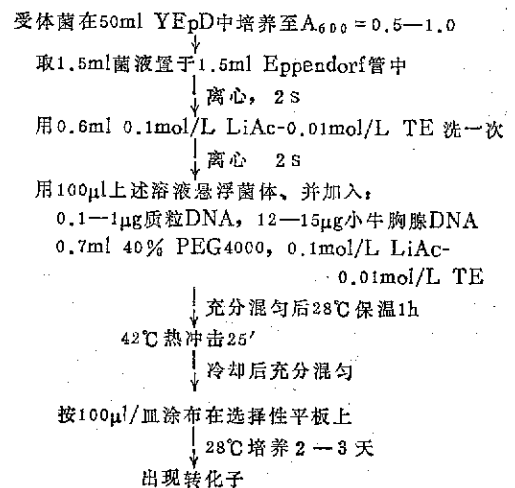 受体菌在50ml YEpD中培养至A₆₀₀=0.5—1.0
取1.5ml菌液置于1.5ml Eppendorf管中
离心，2S
用0.6ml 0.1mol/L LiAc-0.01mol/L TE 洗一次
离心 2S
用100μl上述溶液悬浮菌体、并加入：
0.1—1μg质粒DNA，12—15μg小牛胸腺DNA
0.7ml 40% PEG4000，0.1mol/L LiAc-
0.01mol/L TE
充分混匀后28℃保温1h
42℃热冲击25′
冷却后充分混匀
按100μl/皿涂布在选择性平板上
28℃培养2—3天
出现转化子